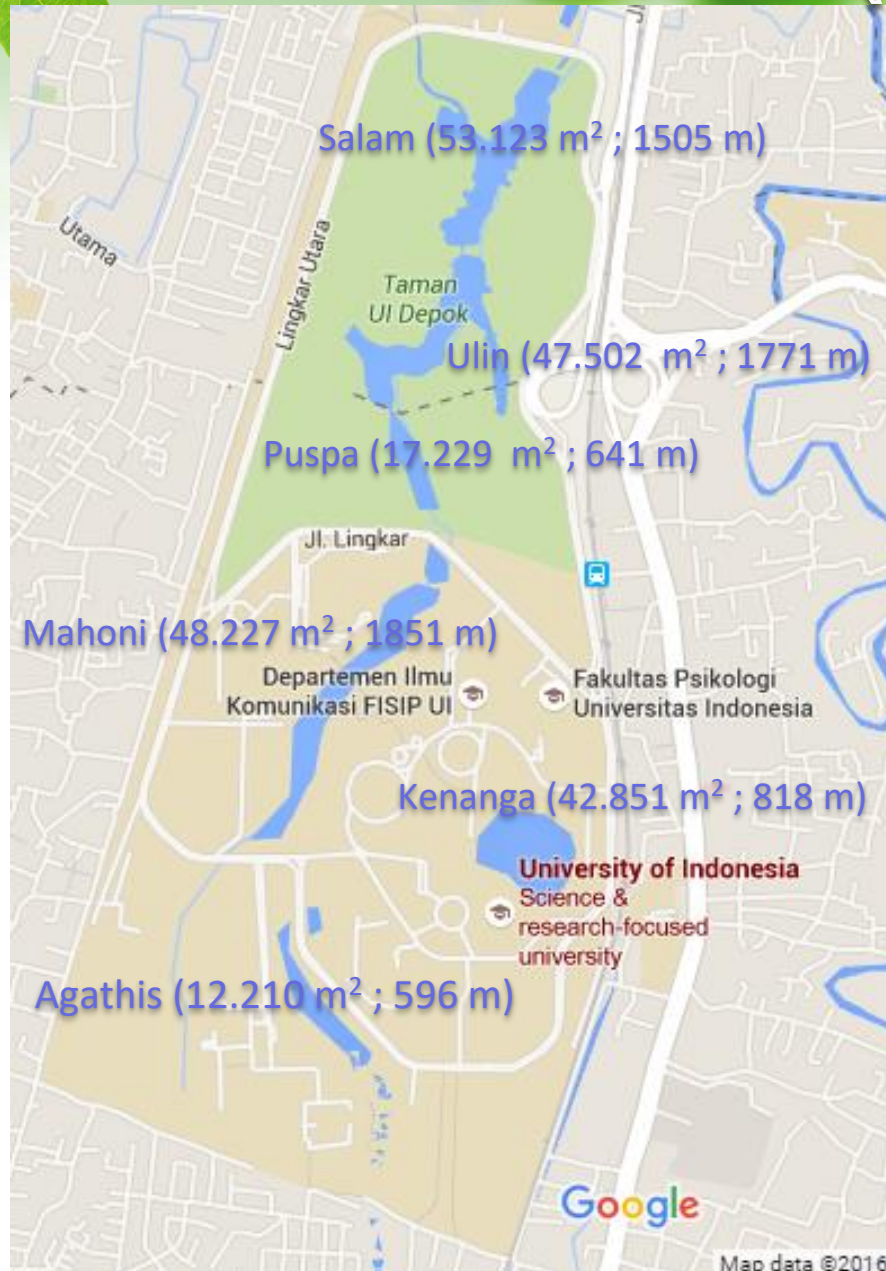 Jl
Salam (53.123 m² ; 1505 m)
Utama
Lingkar Utara
Taman
UI Depok
Ulin (47.502 m² ; 1771 m)
Puspa (17.229 m² ; 641 m)
Jl. Lingkar
Mahoni (48.227 m² ; 1851 m)
Departemen Ilmu
Komunikasi FISIP UI
Fakultas Psikologi
Universitas Indonesia
Kenanga (42.851 m² ; 818 m)
University of Indonesia
Science &
research-focused
university
Agathis (12.210 m² ; 596 m)
Google
Map data ©2016